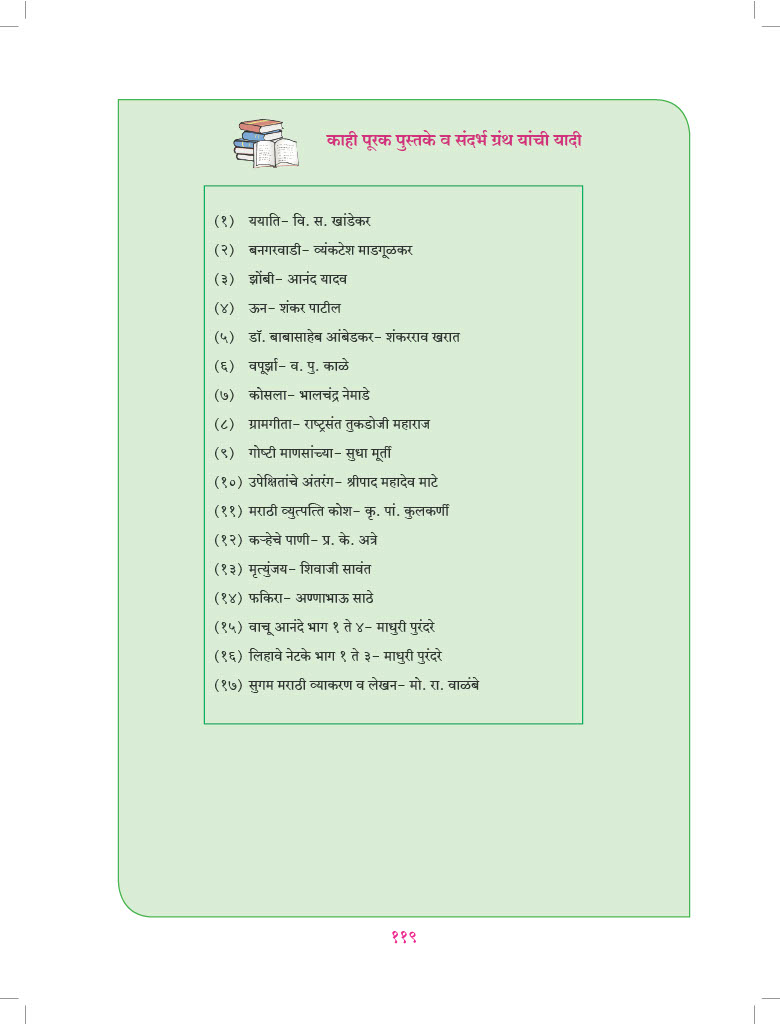 काही पूरक पुस्तके व संदर्भ ग्रंथ यांची यादी
(१) ययाति– वि. स. खांडेकर
(२) बनगरवाडी– व्यंकटेश माडगूळकर
(३) झोंबी– आनंद यादव
(४) ऊन– शंकर पाटील
(५) डॉ. बाबासाहेब आंबेडकर– शंकरराव खरात
(६) वपूर्झा– व. पु. काळे
(७) कोसला– भालचंद्र नेमाडे
(८) ग्रामगीता– राष्ट्रसंत तुकडोजी महाराज
(९) गोष्टी माणसांच्या– सुधा मूर्ती
(१०) उपेक्षितांचे अंतरंग– श्रीपाद महादेव माटे
(११) मराठी व्युत्पत्ति कोश– कृ. पां. कुलकर्णी
(१२) कऱ्हेचे पाणी– प्र. के. अत्रे
(१३) मृत्युंजय– शिवाजी सावंत
(१४) फकिरा– अण्णाभाऊ साठे
(१५) वाचू आनंदे भाग १ ते ४– माधुरी पुरंदरे
(१६) लिहावे नेटके भाग १ ते ३– माधुरी पुरंदरे
(१७) सुगम मराठी व्याकरण व लेखन– मो. रा. वाळंबे
११९